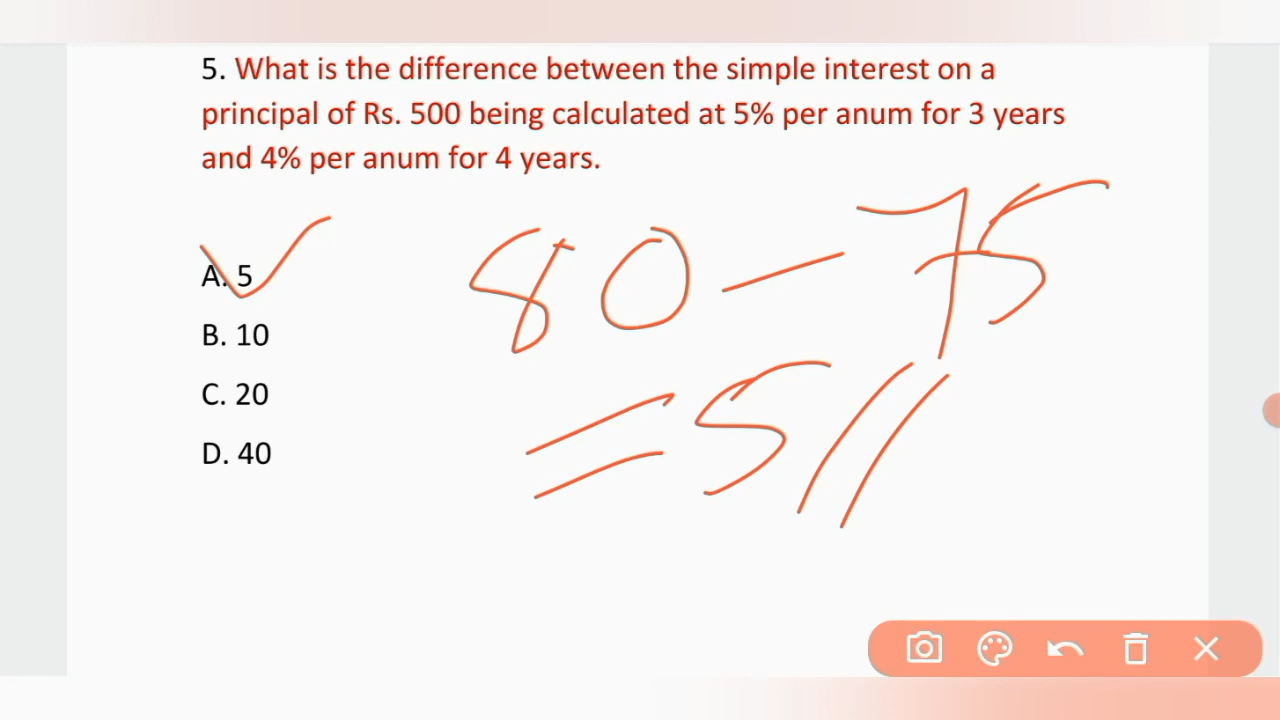 5. What is the difference between the simple interest on a
principal of Rs. 500 being calculated at 5% per anum for 3 years
and 4% per anum for 4 years.
A. 5
80 - 75
B. 10
= 5 //
C. 20
D. 40